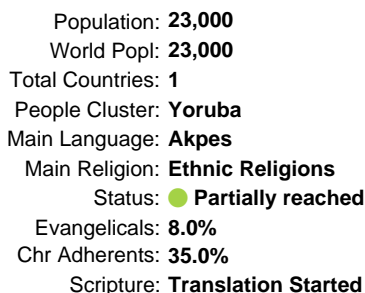 Population: 23,000
World Popl: 23,000
Total Countries: 1
People Cluster: Yoruba
Main Language: Akpes
Main Religion: Ethnic Religions
Status: Partially reached
Evangelicals: 8.0%
Chr Adherents: 35.0%
Scripture: Translation Started